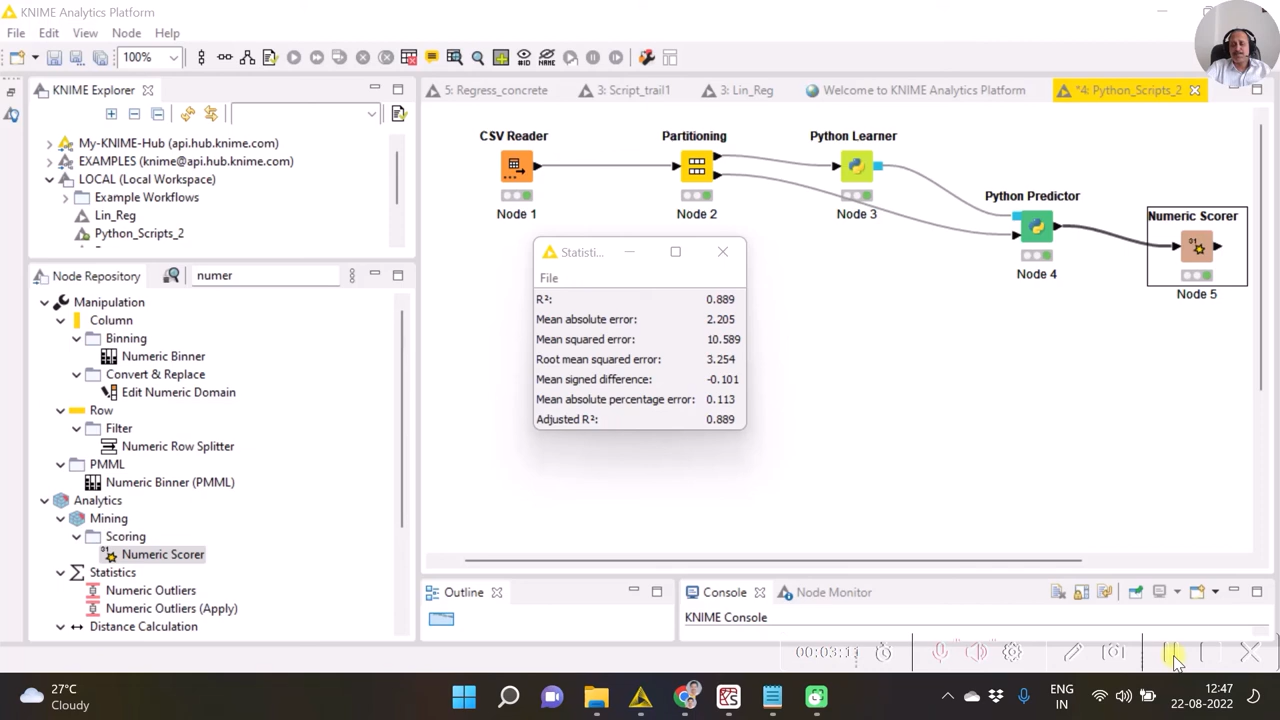 KNIME Analytics Platform
File Edit View Node Help
100%
KNIME Explorer
My-KNIME-Hub (api.hub.knime.com)
EXAMPLES (knime@api.hub.knime.com)
LOCAL (Local Workspace)
Example Workflows
Lin_Reg
Python_Scripts_2
Node Repository
numer
Manipulation
Column
Binning
Numeric Binner
Convert & Replace
Edit Numeric Domain
Row
Filter
Numeric Row Splitter
PMML
Numeric Binner (PMML)
Analytics
Mining
Scoring
Numeric Scorer
Statistics
Numeric Outliers
Numeric Outliers (Apply)
Distance Calculation
5: Regress_concrete
3: Script_trail1
3: Lin_Reg
Welcome to KNIME Analytics Platform
*4: Python_Scripts_2
CSV Reader
Node 1
Partitioning
Node 2
Python Learner
Node 3
Python Predictor
Node 4
Numeric Scorer
Node 5
Statisti...
File
R²: 0.889
Mean absolute error: 2.205
Mean squared error: 10.589
Root mean squared error: 3.254
Mean signed difference: -0.101
Mean absolute percentage error: 0.113
Adjusted R²: 0.889
Outline
Console
Node Monitor
KNIME Console
27°C
Cloudy
ENG
IN
12:47
22-08-2022